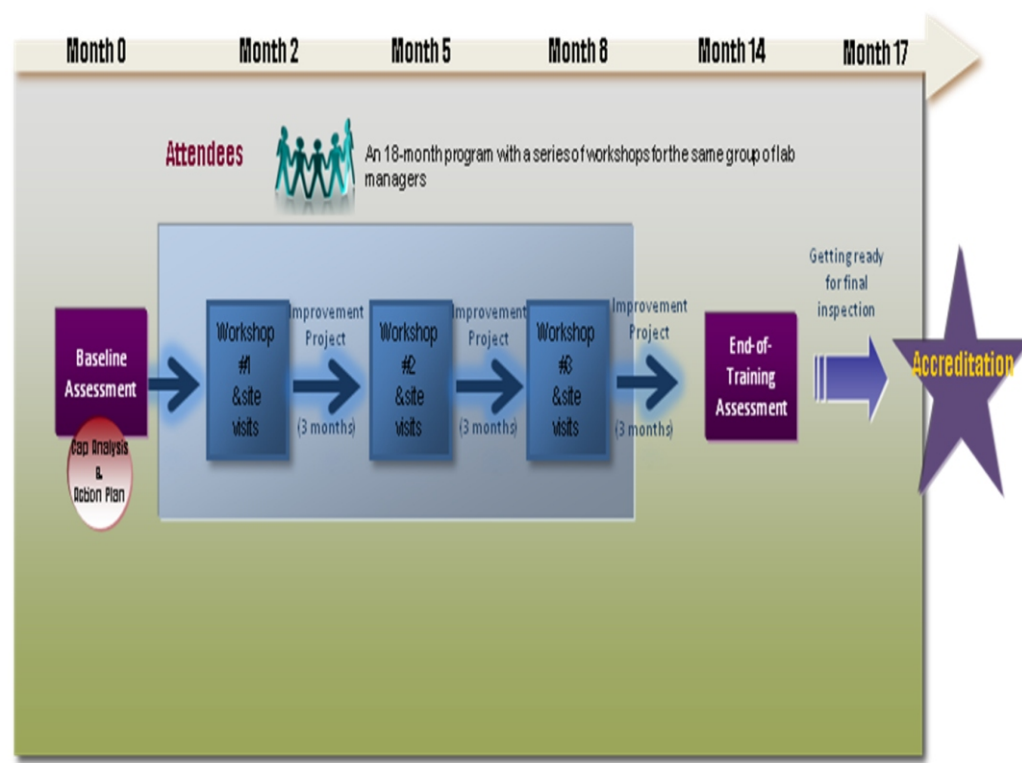 Month 0 Month 2 Month 5 Month 8 Month 14 Month 17
Attendees
An 18-month program with a series of workshops for the same group of lab
managers
Baseline
Assessment
Gap Analysis
&
Action Plan
Workshop
#1
&site
visits
Improvement
Project
(3 months)
Workshop
#2
&site
visits
Improvement
Project
(3 months)
Workshop
#3
&site
visits
Improvement
Project
(3 months)
End-of-
Training
Assessment
Getting ready
for final
inspection
Accreditation